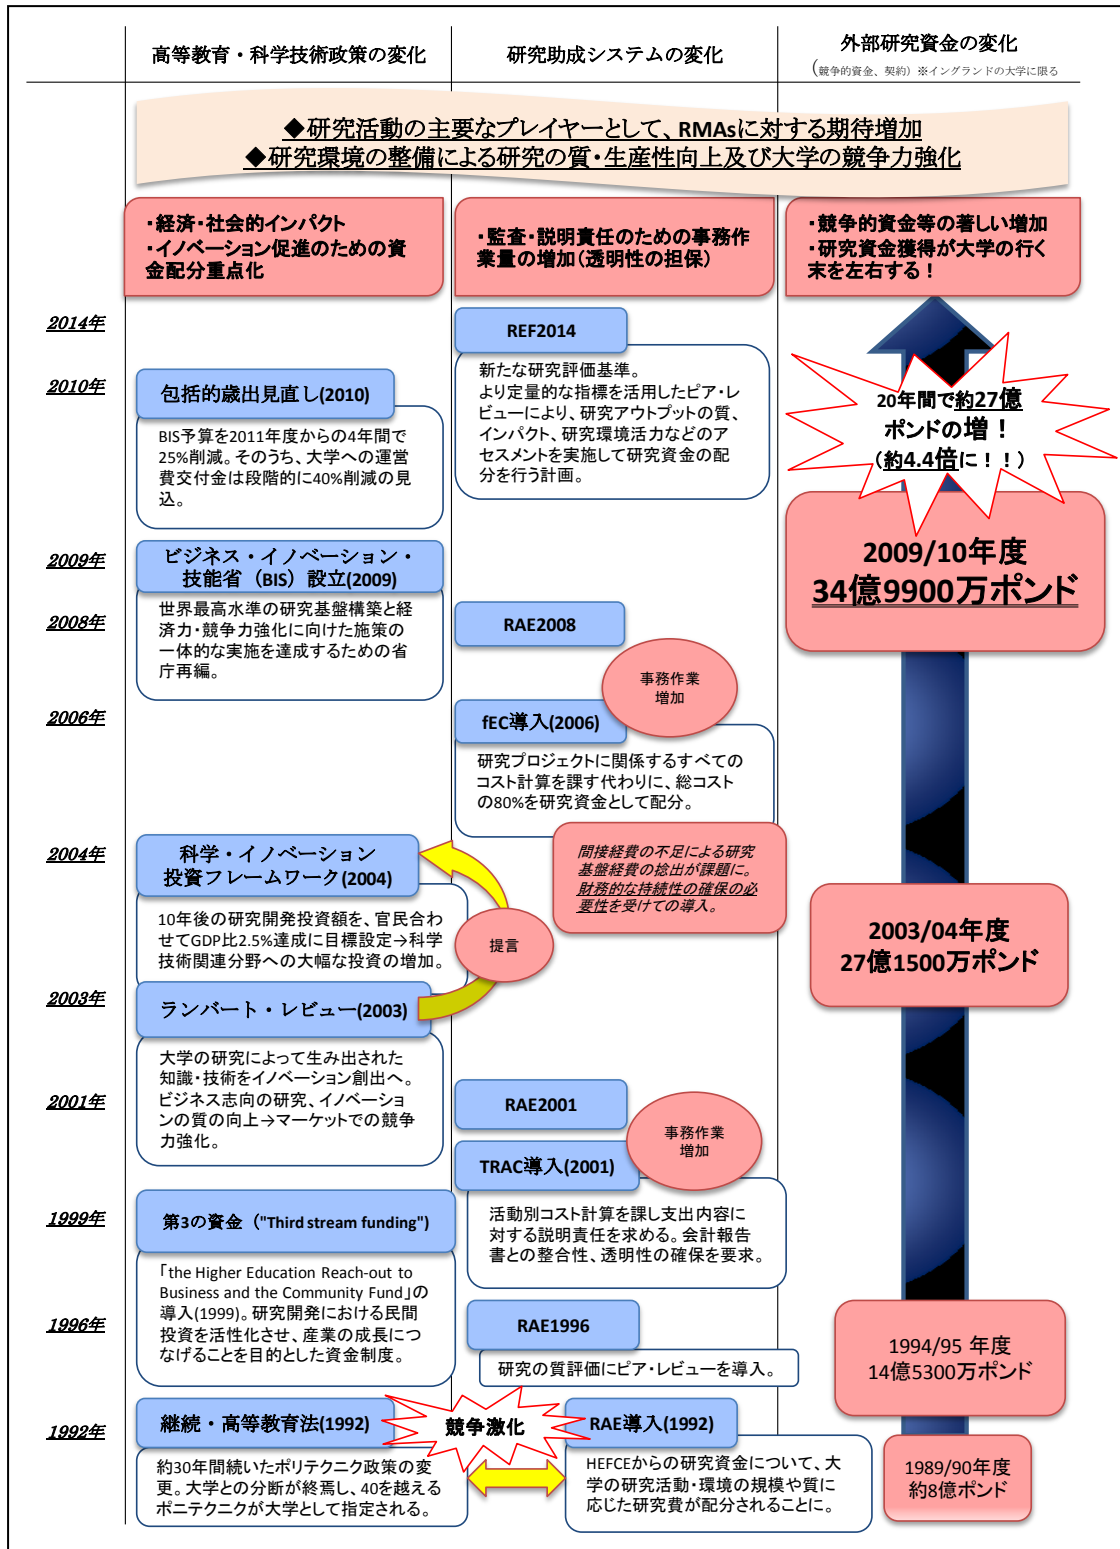 高等教育・科学技術政策の変化
研究助成システムの変化
外部研究資金の変化
（競争的資金、契約）※イングランドの大学に限る
◆研究活動の主要なプレイヤーとして、RMAsに対する期待増加
◆研究環境の整備による研究の質・生産性向上及び大学の競争力強化
・経済・社会的インパクト
・イノベーション促進のための資
金配分重点化
・監査・説明責任のための事務作
業量の増加（透明性の担保）
・競争的資金等の著しい増加
・研究資金獲得が大学の行く
末を左右する！
2014年
REF2014
新たな研究評価基準。
より定量的な指標を活用したピア・レ
ビューにより、研究アウトプットの質、
インパクト、研究環境活力などのア
セスメントを実施して研究資金の配
分を行う計画。
2010年
包括的歳出見直し(2010)
BIS予算を2011年度からの4年間で
25%削減。そのうち、大学への運営
費交付金は段階的に40%削減の見
込。
20年間で約27億
ポンドの増！
（約4.4倍に！！）
2009/10年度
34億9900万ポンド
2009年
ビジネス・イノベーション・
技能省（BIS）設立(2009)
世界最高水準の研究基盤構築と経
済力・競争力強化に向けた施策の
一体的な実施を達成するための省
庁再編。
2008年
RAE2008
事務作業
増加
2006年
fEC導入(2006)
研究プロジェクトに関係するすべての
コスト計算を課す代わりに、総コスト
の80%を研究資金として配分。
間接経費の不足による研究
基盤経費の捻出が課題に。
財務的な持続性の確保の必
要性を受けての導入。
2004年
科学・イノベーション
投資フレームワーク(2004)
10年後の研究開発投資額を、官民合わ
せてGDP比2.5%達成に目標設定→科学
技術関連分野への大幅な投資の増加。
提言
2003/04年度
27億1500万ポンド
2003年
ランバート・レビュー(2003)
大学の研究によって生み出された
知識・技術をイノベーション創出へ。
ビジネス志向の研究、イノベーショ
ンの質の向上→マーケットでの競争
力強化。
2001年
RAE2001
事務作業
増加
TRAC導入(2001)
活動別コスト計算を課し支出内容に
対する説明責任を求める。会計報告
書との整合性、透明性の確保を要求。
1999年
第3の資金（"Third stream funding")
「the Higher Education Reach-out to
Business and the Community Fund」の
導入(1999)。研究開発における民間
投資を活性化させ、産業の成長につ
なげることを目的とした資金制度。
1996年
RAE1996
研究の質評価にピア・レビューを導入。
1994/95 年度
14億5300万ポンド
1992年
継続・高等教育法(1992)
約30年間続いたポリテクニク政策の変
更。大学との分断が終焉し、40を越える
ポニテクニクが大学として指定される。
競争激化
RAE導入(1992)
HEFCEからの研究資金について、大
学の研究活動・環境の規模や質に
応じた研究費が配分されることに。
1989/90年度
約8億ポンド